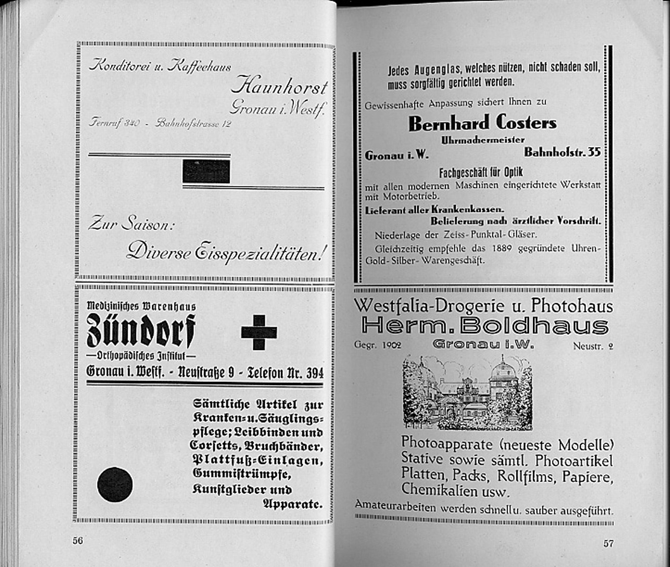 Konditorei u. Kaffeehaus
Haunhorst
Gronau i. Westf.
Fernruf 340 - Bahnhofstrasse 12
Zur Saison:
Diverse Eisspezialitäten!
Medizinisches Warenhaus
Zündorf
—Orthopädisches Institut—
Gronau i. Westf. - Neustraße 9 - Telefon Nr. 394
Sämtliche Artikel zur
Kranken= u. Säuglings=
pflege; Leibbinden und
Corsetts, Bruchbänder,
Plattfuß=Einlagen,
Gummistrümpfe,
Kunstglieder und
Apparate.
56
Jedes Augenglas, welches nützen, nicht schaden soll,
muss sorgfältig gerichtet werden.
Gewissenhafte Anpassung sichert Ihnen zu
Bernhard Costers
Uhrmachermeister
Gronau i. W. Bahnhofstr. 35
Fachgeschäft für Optik
mit allen modernen Maschinen eingerichtete Werkstatt
mit Motorbetrieb.
Lieferant aller Krankenkassen.
Belieferung nach ärztlicher Vorschrift.
Niederlage der Zeiss-Punktal-Gläser.
Gleichzeitig empfehle das 1889 gegründete Uhren-
Gold-Silber-Warengeschäft.
Westfalia-Drogerie u. Photohaus
Herm. Boldhaus
Gegr. 1902 Gronau i.W. Neustr. 2
Photoapparate (neueste Modelle)
Stative sowie sämtl. Photoartikel
Platten, Packs, Rollfilms, Papiere,
Chemikalien usw.
Amateurarbeiten werden schnell u. sauber ausgeführt.
57